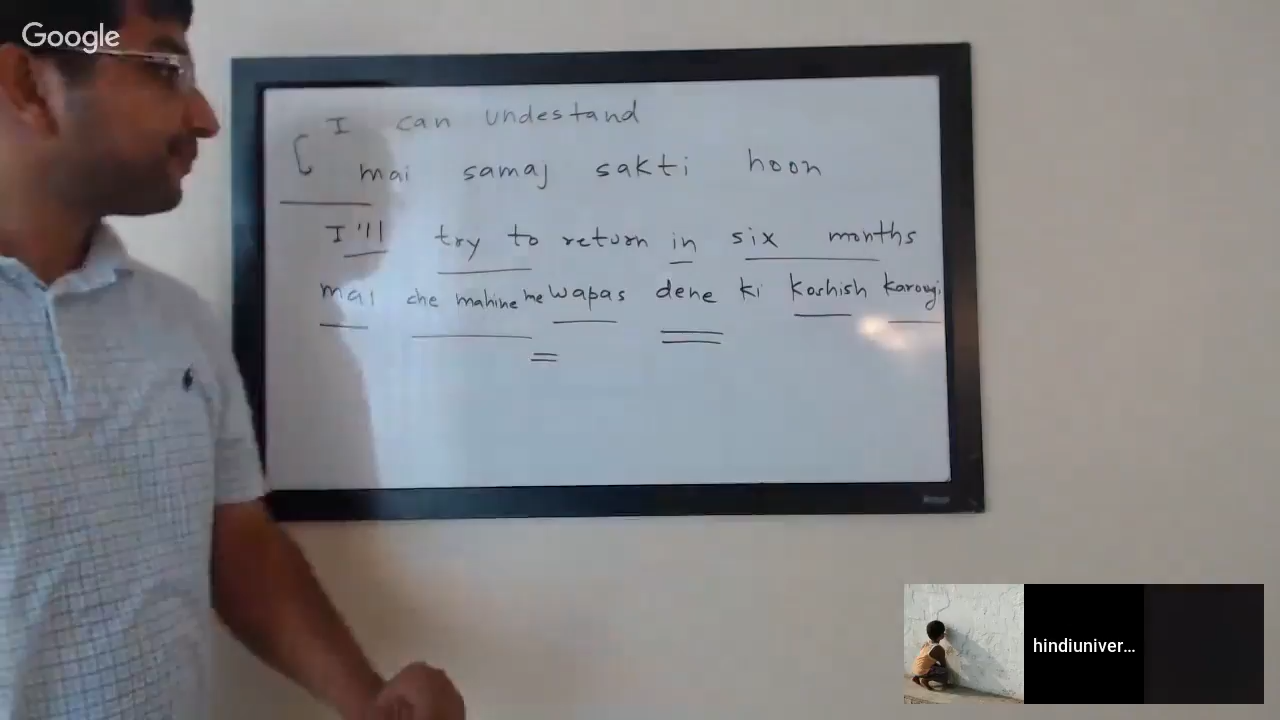 Google
I can undestand
mai samaj sakti hoon
I'll try to return in six months
mai che mahine me wapas dene ki koshish karongi
hindiuniver...